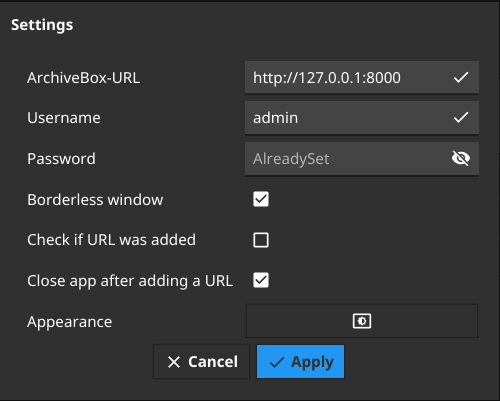 Settings
ArchiveBox-URL http://127.0.0.1:8000
Username admin
Password AlreadySet
Borderless window
Check if URL was added
Close app after adding a URL
Appearance
Cancel Apply